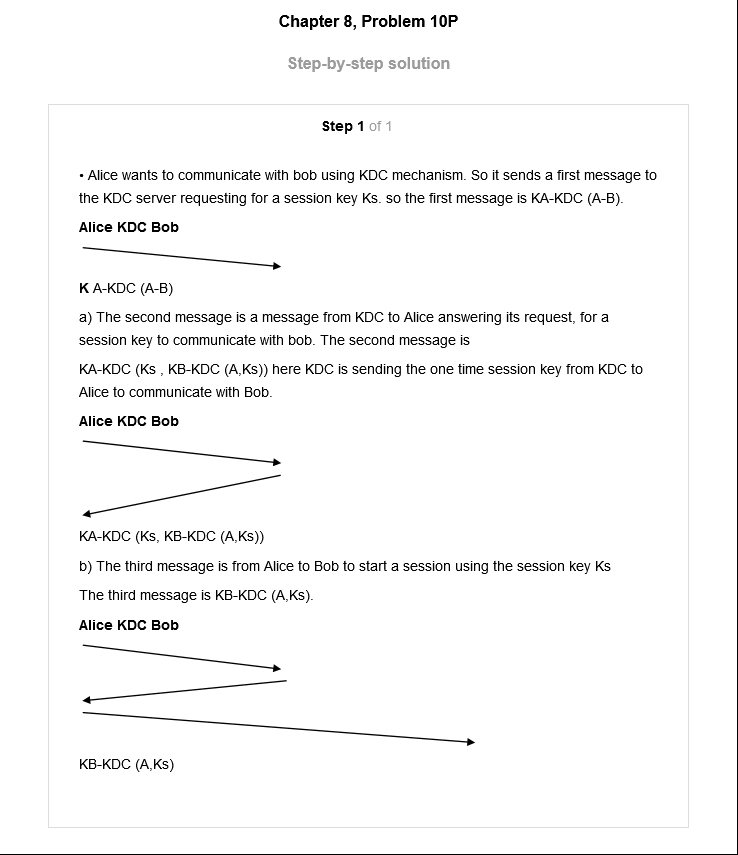 Chapter 8, Problem 10P
Step-by-step solution
Step 1 of 1
• Alice wants to communicate with bob using KDC mechanism. So it sends a first message to
the KDC server requesting for a session key Ks. so the first message is KA-KDC (A-B).
Alice KDC Bob
K A-KDC (A-B)
a) The second message is a message from KDC to Alice answering its request, for a
session key to communicate with bob. The second message is
KA-KDC (Ks , KB-KDC (A,Ks)) here KDC is sending the one time session key from KDC to
Alice to communicate with Bob.
Alice KDC Bob
KA-KDC (Ks, KB-KDC (A,Ks))
b) The third message is from Alice to Bob to start a session using the session key Ks
The third message is KB-KDC (A,Ks).
Alice KDC Bob
KB-KDC (A,Ks)